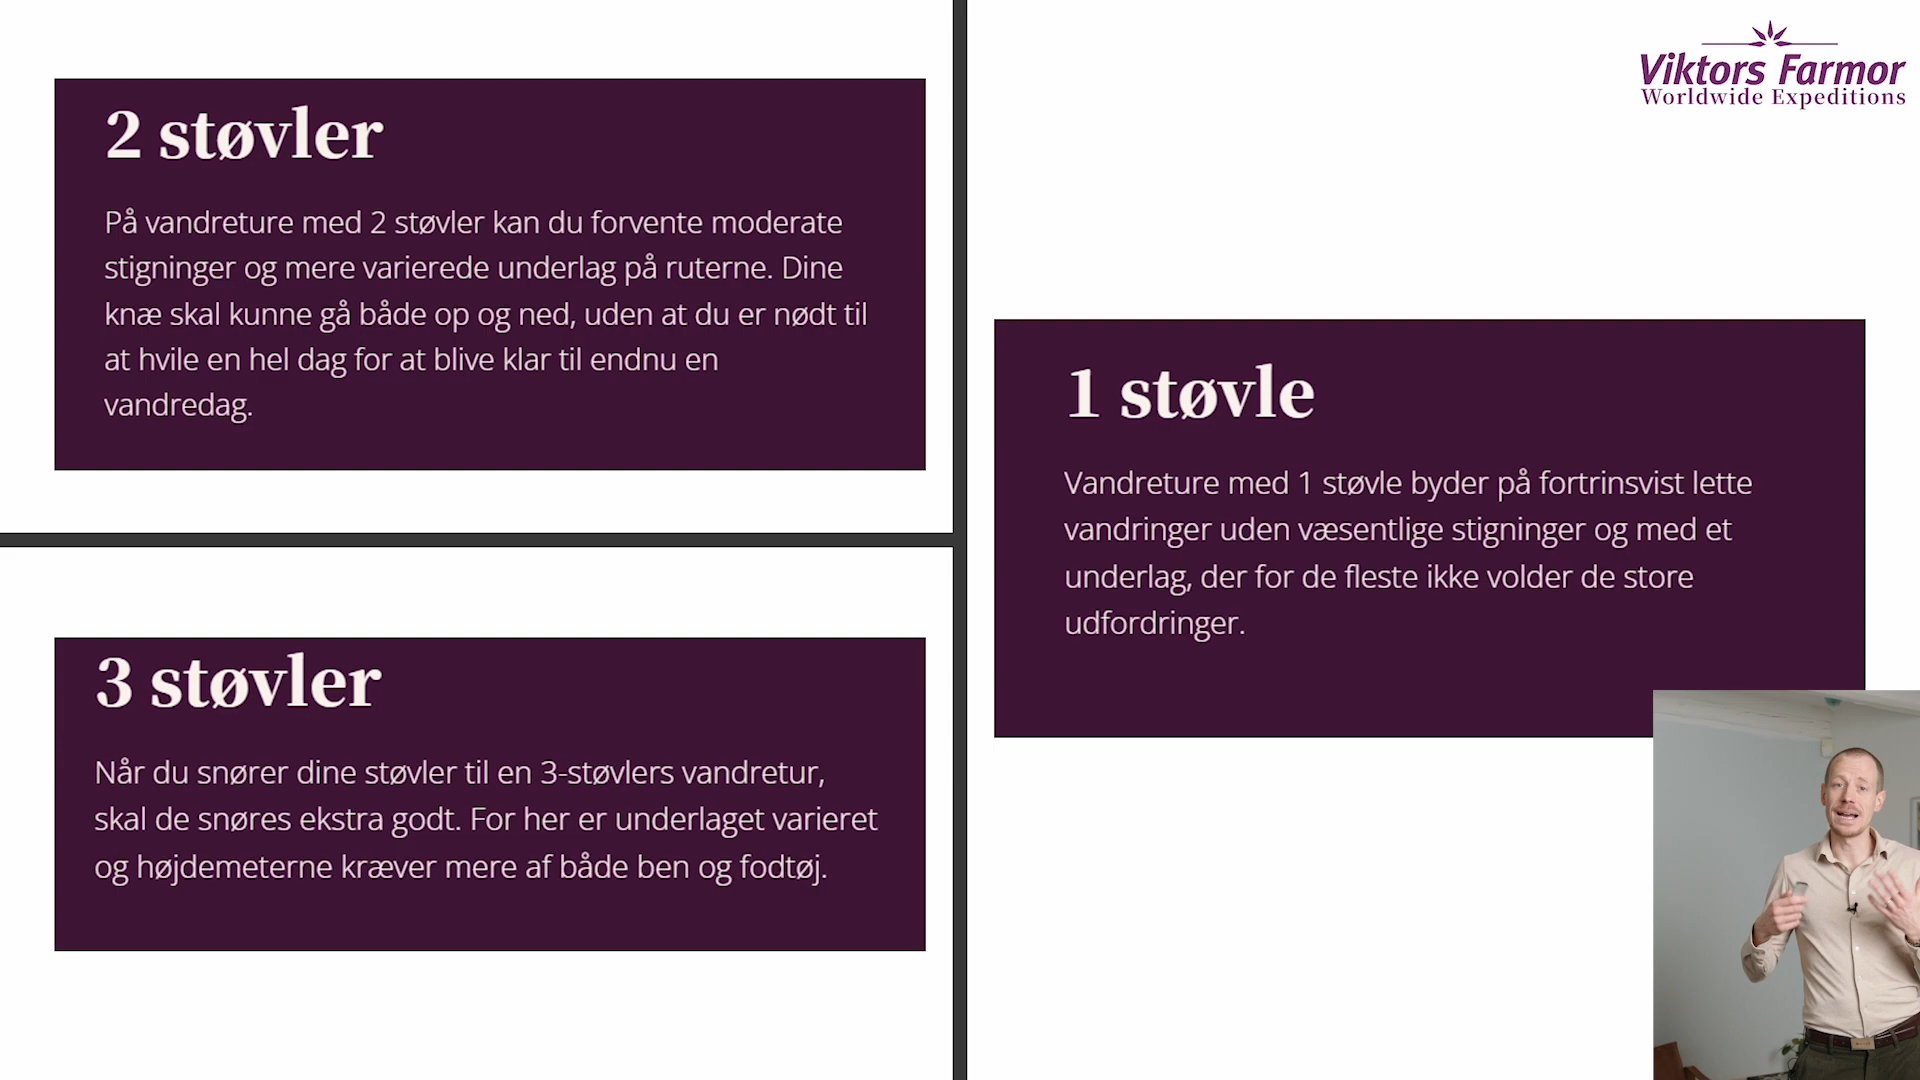 2 støvler
På vandreture med 2 støvler kan du forvente moderate
stigninger og mere varierede underlag på ruterne. Dine
knæ skal kunne gå både op og ned, uden at du er nødt til
at hvile en hel dag for at blive klar til endnu en
vandredag.
3 støvler
Når du snører dine støvler til en 3-støvlers vandretur,
skal de snøres ekstra godt. For her er underlaget varieret
og højdemeterne kræver mere af både ben og fodtøj.
Viktors Farmor
Worldwide Expeditions
1 støvle
Vandreture med 1 støvle byder på fortrinsvist lette
vandringer uden væsentlige stigninger og med et
underlag, der for de fleste ikke volder de store
udfordringer.